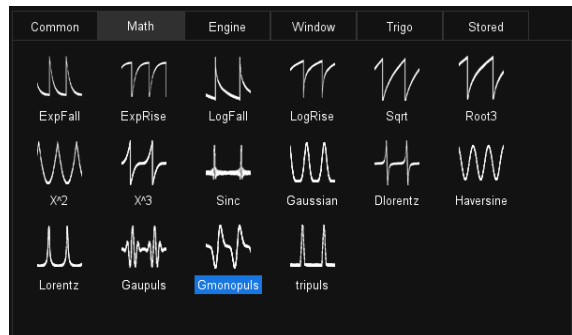 Common Math Engine Window Trigo Stored
ExpFall ExpRise LogFall LogRise Sqrt Root3
X^2 X^3 Sinc Gaussian Dlorentz Haversine
Lorentz Gaupuls Gmonopuls tripuls